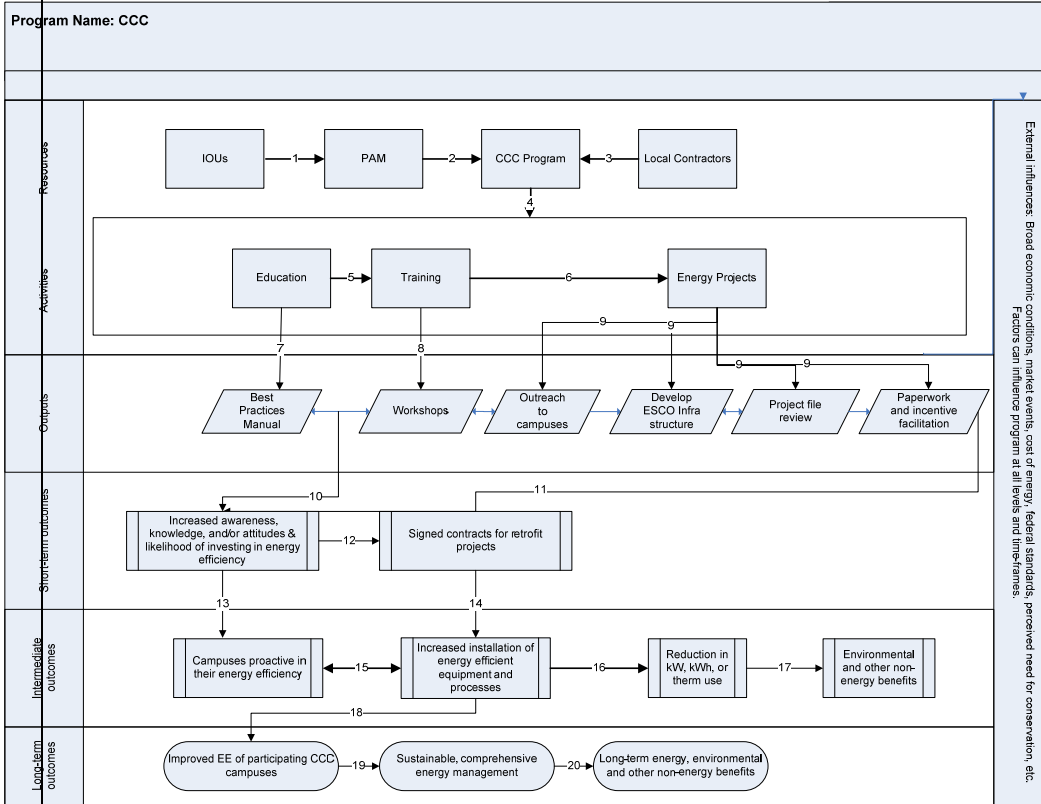 Program Name: CCC
Resources
IOUs
1
PAM
2
CCC Program
3
Local Contractors
4
Activities
Education
5
Training
6
Energy Projects
7
8
9
9
9
9
Outputs
Best
Practices
Manual
Workshops
Outreach
to
campuses
Develop
ESCO Infra
structure
Project file
review
Paperwork
and incentive
facilitation
10
11
Short-term outcomes
Increased awareness,
knowledge, and/or attitudes &
likelihood of investing in energy
efficiency
12
Signed contracts for retrofit
projects
13
14
Intermediate
outcomes
Campuses proactive in
their energy efficiency
15
Increased installation of
energy efficient
equipment and
processes
16
Reduction in
kW, kWh, or
therm use
17
Environmental
and other non-
energy benefits
18
Long-term
outcomes
Improved EE of participating CCC
campuses
19
Sustainable, comprehensive
energy management
20
Long-term energy, environmental
and other non-energy benefits
External influences: Broad economic conditions, market events, cost of energy, federal standards, perceived need for conservation, etc.
Factors can influence program at all levels and time-frames.